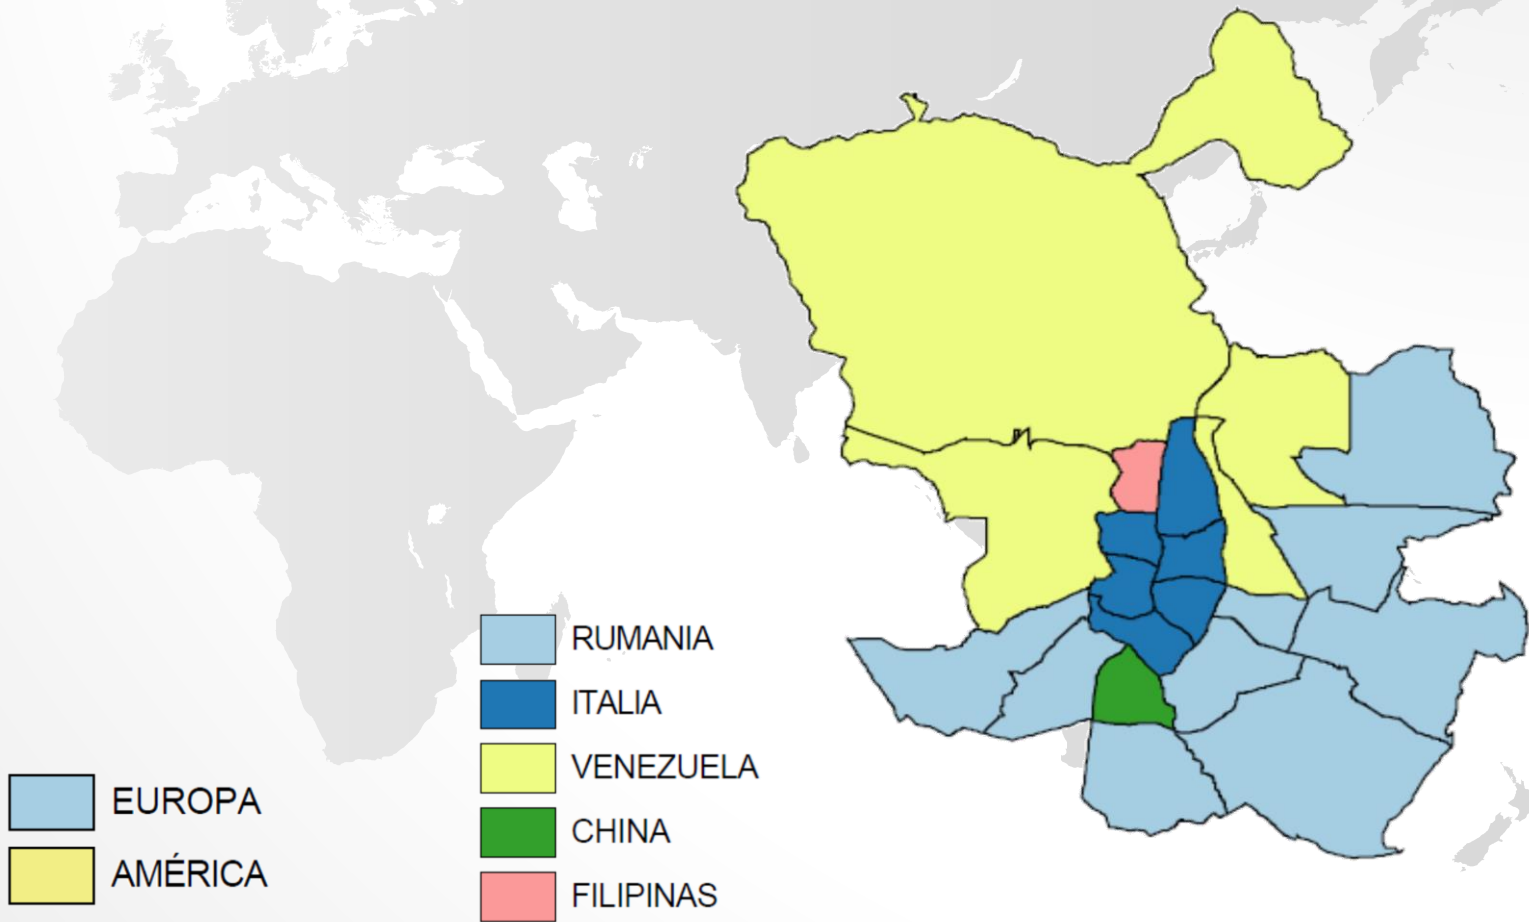 RUMANIA
ITALIA
VENEZUELA
CHINA
FILIPINAS
EUROPA
AMÉRICA